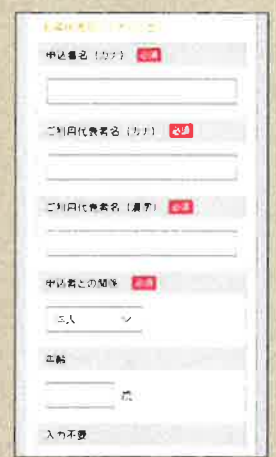 申込者名（カナ） 必須
ご利用代表者名（カナ） 必須
ご利用代表者名（漢字） 必須
申込者との関係 必須
本人
年齢
歳
入力不要